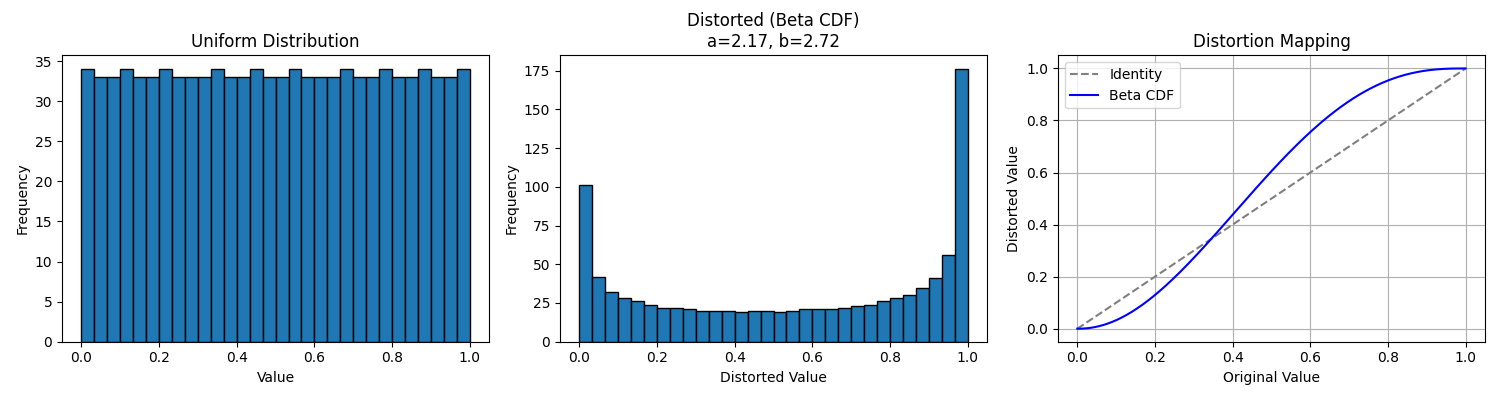 Uniform Distribution
Frequency
35
30
25
20
15
10
5
0
0.0 0.2 0.4 0.6 0.8 1.0
Value
Distorted (Beta CDF)
a=2.17, b=2.72
Frequency
175
150
125
100
75
50
25
0
0.0 0.2 0.4 0.6 0.8 1.0
Distorted Value
Distortion Mapping
Identity
Beta CDF
Distorted Value
1.0
0.8
0.6
0.4
0.2
0.0
0.0 0.2 0.4 0.6 0.8 1.0
Original Value